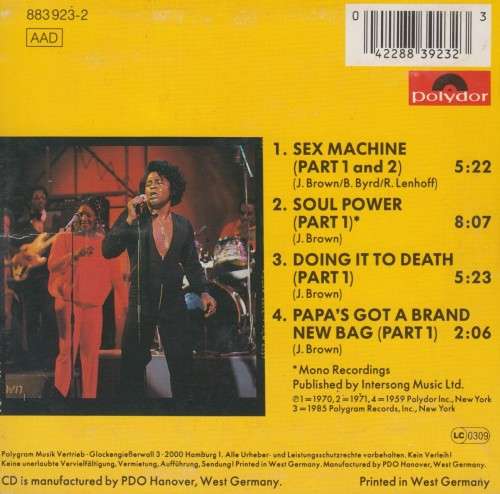 883 923-2
AAD
0 3
42288 39232
polydor
1. SEX MACHINE
(PART 1 and 2) 5:22
(J. Brown/B. Byrd/R. Lenhoff)
2. SOUL POWER
(PART 1)* 8:07
(J. Brown)
3. DOING IT TO DEATH
(PART 1) 5:23
(J. Brown)
4. PAPA'S GOT A BRAND
NEW BAG (PART 1) 2:06
(J. Brown)
*Mono Recordings
Published by Intersong Music Ltd.
Ⓟ 1 = 1970, 2 = 1971, 4 = 1959 Polydor Inc., New York
3 = 1985 Polygram Records, Inc., New York
LC 0309
Polygram Musik Vertrieb · Glockengießerwall 3 · 2000 Hamburg 1. Alle Urheber- und Leistungsschutzrechte vorbehalten. Kein Verleih!
Keine unerlaubte Vervielfältigung, Vermietung, Aufführung, Sendung! Printed in West Germany. Manufactured by PDO Hanover, West Germany.
CD is manufactured by PDO Hanover, West Germany. Printed in West Germany